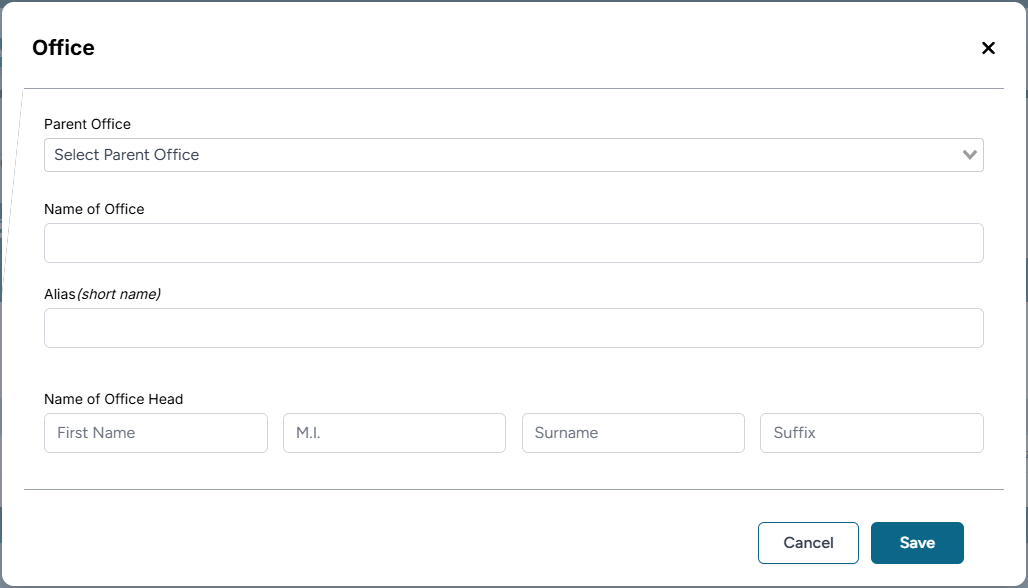 Office
Parent Office
Select Parent Office
Name of Office
Alias(short name)
Name of Office Head
First Name M.I. Surname Suffix
Cancel Save